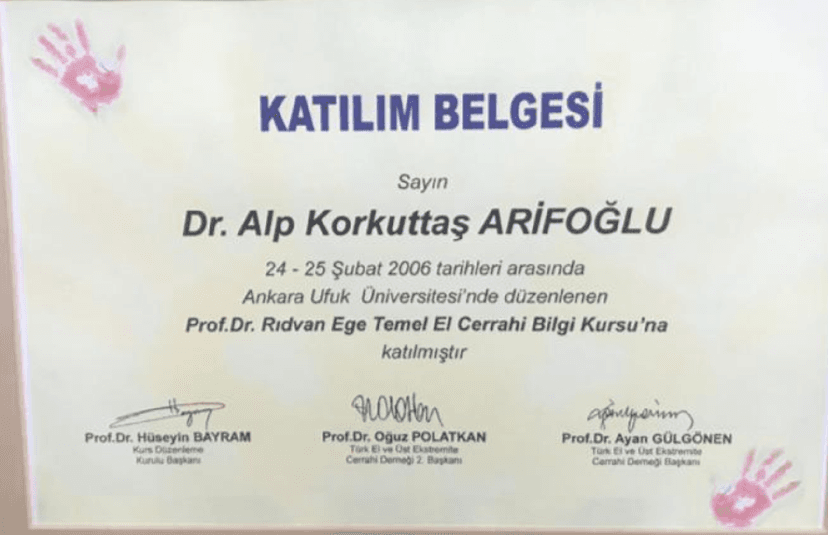 KATILIM BELGESİ
Sayın
Dr. Alp Korkuttaş ARİFOĞLU
24 - 25 Şubat 2006 tarihleri arasında
Ankara Ufuk Üniversitesi'nde düzenlenen
Prof.Dr. Rıdvan Ege Temel El Cerrahi Bilgi Kursu'na
katılmıştır
Prof.Dr. Hüseyin BAYRAM
Kurs Düzenleme
Kurulu Başkanı
Prof.Dr. Oğuz POLATKAN
Türk El ve Üst Ekstremite
Cerrahi Derneği 2. Başkanı
Prof.Dr. Ayan GÜLGÖNEN
Türk El ve Üst Ekstremite
Cerrahi Derneği Başkanı